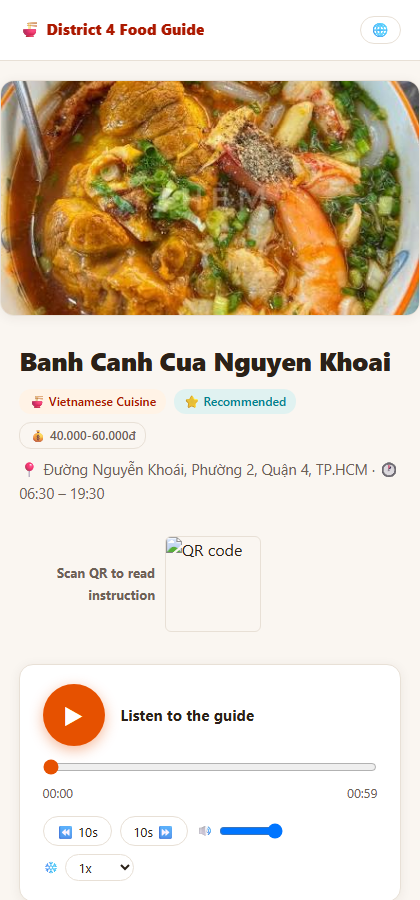 District 4 Food Guide
Banh Canh Cua Nguyen Khoai
Vietnamese Cuisine
Recommended
40.000-60.000đ
Đường Nguyễn Khoái, Phường 2, Quận 4, TP.HCM ·
06:30 – 19:30
Scan QR to read
instruction
QR code
Listen to the guide
00:00
00:59
10s
10s
1x